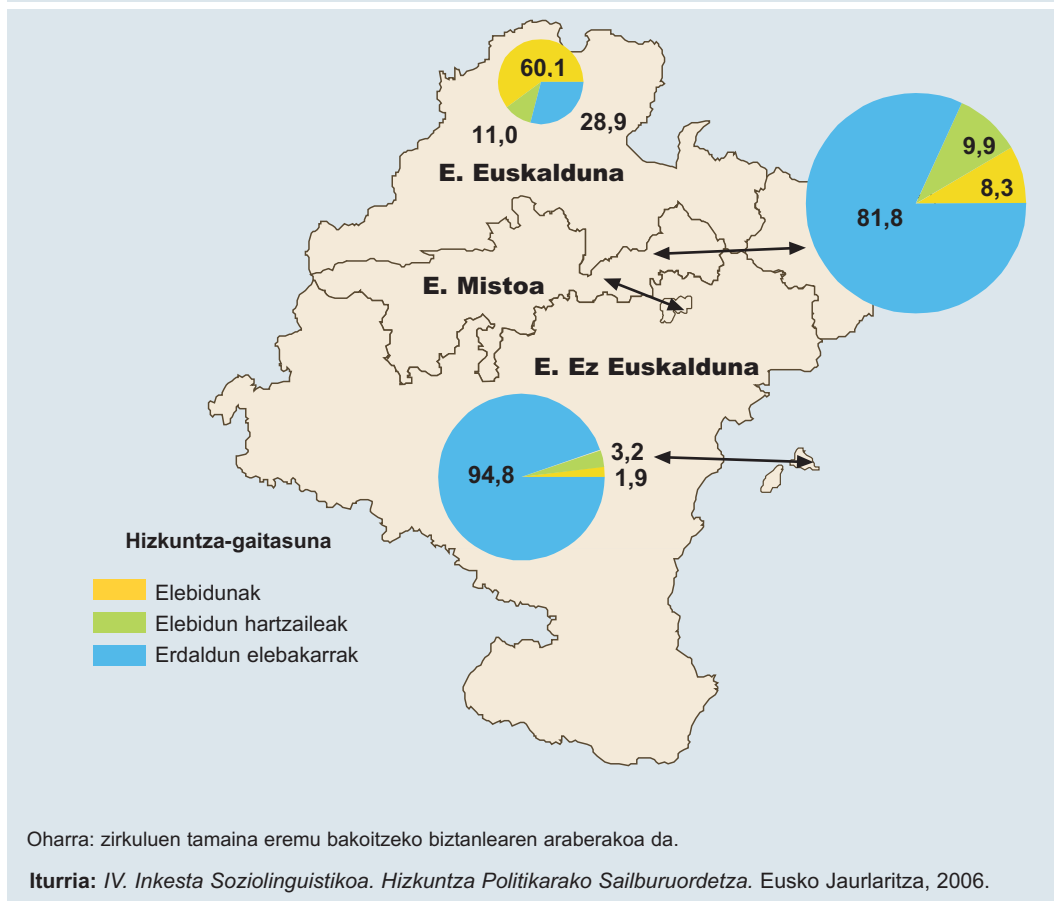 60,1
11,0
28,9
E. Euskalduna
9,9
8,3
81,8
E. Mistoa
E. Ez Euskalduna
3,2
94,8
1,9
Hizkuntza-gaitasuna
Elebidunak
Elebidun hartzaileak
Erdaldun elebakarrak
Oharra: zirkuluen tamaina eremu bakoitzeko biztanlearen araberakoa da.
Iturria: IV. Inkesta Soziolinguistikoa. Hizkuntza Politikarako Sailburuordetza. Eusko Jaurlaritza, 2006.